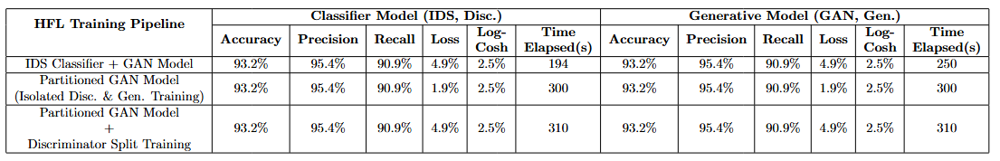 HFL Training Pipeline
Classifier Model (IDS, Disc.)
Generative Model (GAN, Gen.)
Accuracy Precision Recall Loss Log-Cosh Time Elapsed(s) Accuracy Precision Recall Loss Log-Cosh Time Elapsed(s)
IDS Classifier + GAN Model 93.2% 95.4% 90.9% 4.9% 2.5% 194 93.2% 95.4% 90.9% 4.9% 2.5% 250
Partitioned GAN Model
(Isolated Disc. & Gen. Training) 93.2% 95.4% 90.9% 1.9% 2.5% 300 93.2% 95.4% 90.9% 1.9% 2.5% 300
Partitioned GAN Model
+
Discriminator Split Training 93.2% 95.4% 90.9% 4.9% 2.5% 310 93.2% 95.4% 90.9% 4.9% 2.5% 310